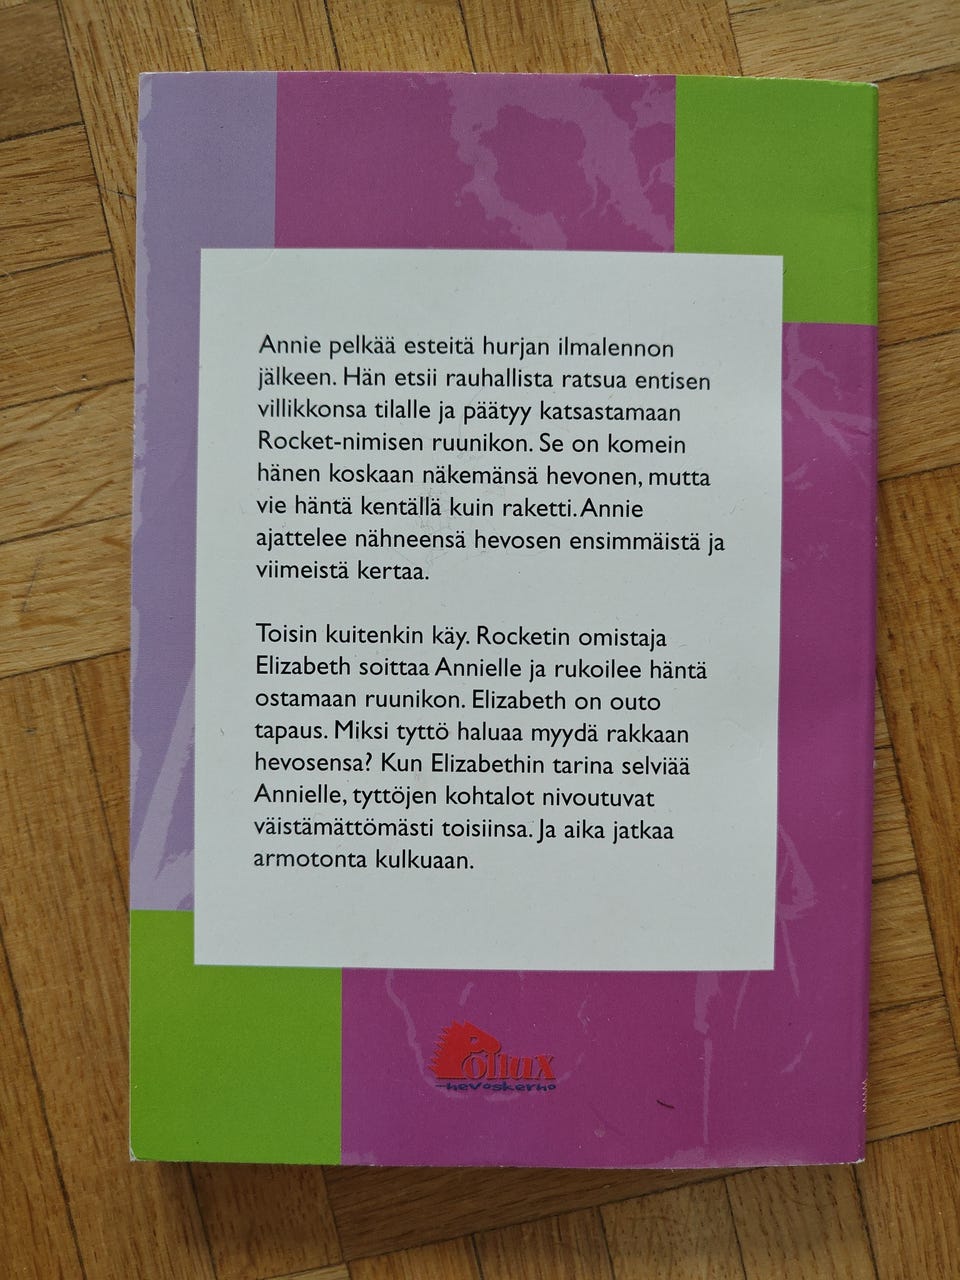 Annie pelkää esteitä hurjan ilmalennon
jälkeen. Hän etsii rauhallista ratsua entisen
villikkonsa tilalle ja päätyy katsastamaan
Rocket-nimisen ruunikon. Se on komein
hänen koskaan näkemänsä hevonen, mutta
vie häntä kentällä kuin raketti. Annie
ajattelee nähneensä hevosen ensimmäistä ja
viimeistä kertaa.
Toisin kuitenkin käy. Rocketin omistaja
Elizabeth soittaa Annielle ja rukoilee häntä
ostamaan ruunikon. Elizabeth on outo
tapaus. Miksi tyttö haluaa myydä rakkaan
hevosensa? Kun Elizabethin tarina selviää
Annielle, tyttöjen kohtalot nivoutuvat
väistämättömästi toisiinsa. Ja aika jatkaa
armotonta kulkuaan.
Pollux
-hevoskerho